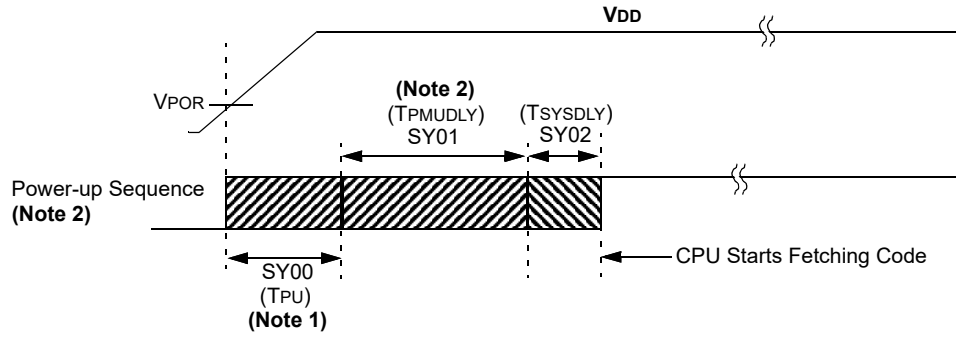 VDD
VPOR
(Note 2)
(TPMUDLY)
SY01
(TSYSDLY)
SY02
Power-up Sequence
(Note 2)
CPU Starts Fetching Code
SY00
(TPU)
(Note 1)